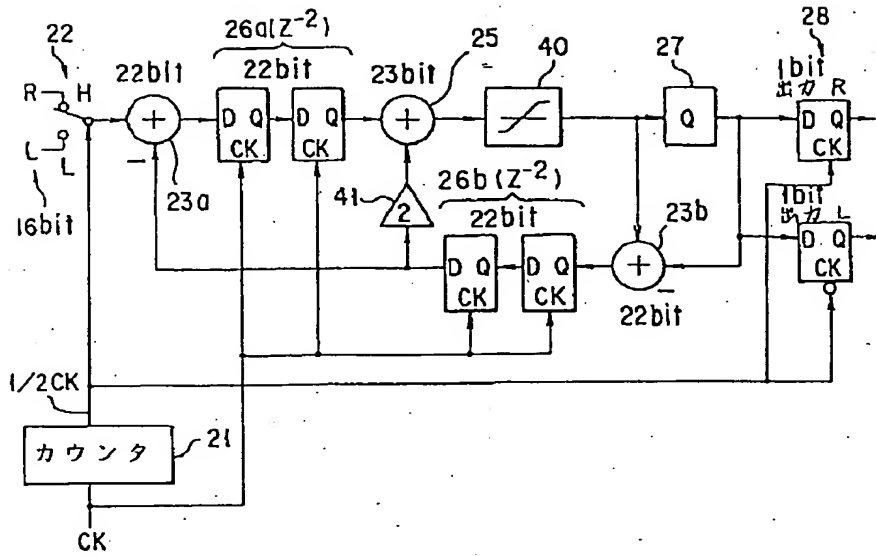 22
26a(Z⁻²)
22bit
22bit
23bit
25
40
27
28
R
H
L
L
16bit
+
−
23a
D Q
CK
D Q
CK
+
Q
1bit
出力 R
D Q
CK
41
2
26b(Z⁻²)
22bit
D Q
CK
D Q
CK
23b
+
−
22bit
1bit
出力 L
D Q
CK
1/2CK
カウンタ
21
CK